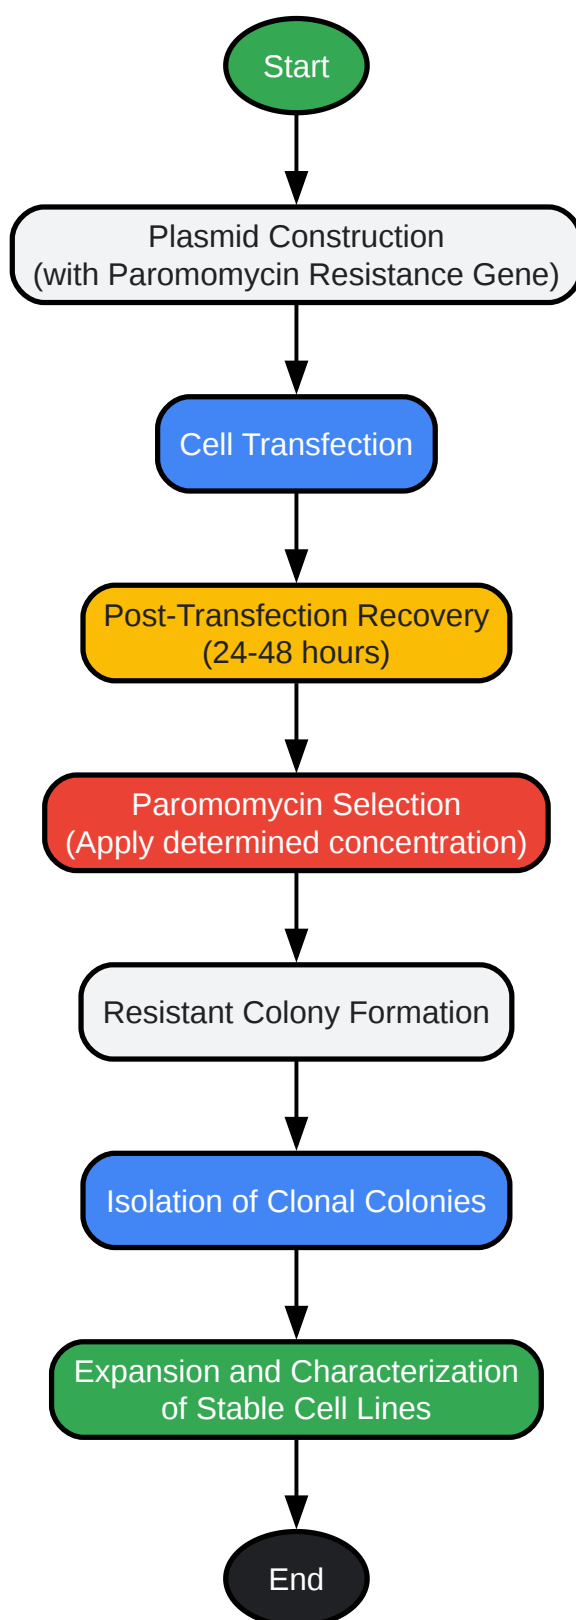 Start
Plasmid Construction
(with Paromomycin Resistance Gene)
Cell Transfection
Post-Transfection Recovery
(24-48 hours)
Paromomycin Selection
(Apply determined concentration)
Resistant Colony Formation
Isolation of Clonal Colonies
Expansion and Characterization
of Stable Cell Lines
End